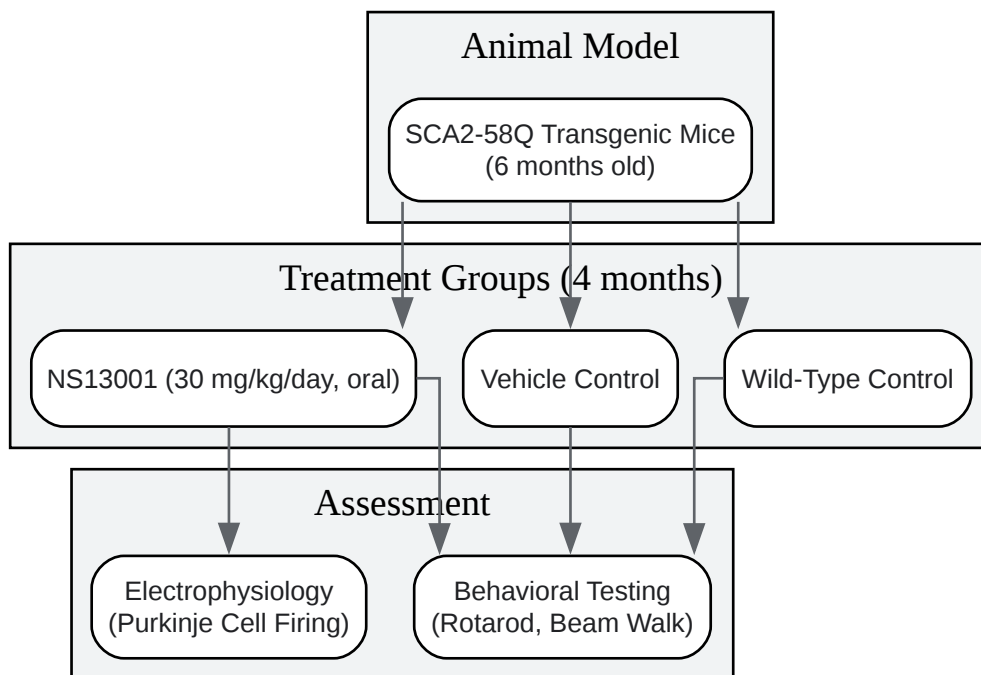 Animal Model
SCA2-58Q Transgenic Mice
(6 months old)
Treatment Groups (4 months)
NS13001 (30 mg/kg/day, oral)
Vehicle Control
Wild-Type Control
Assessment
Electrophysiology
(Purkinje Cell Firing)
Behavioral Testing
(Rotarod, Beam Walk)